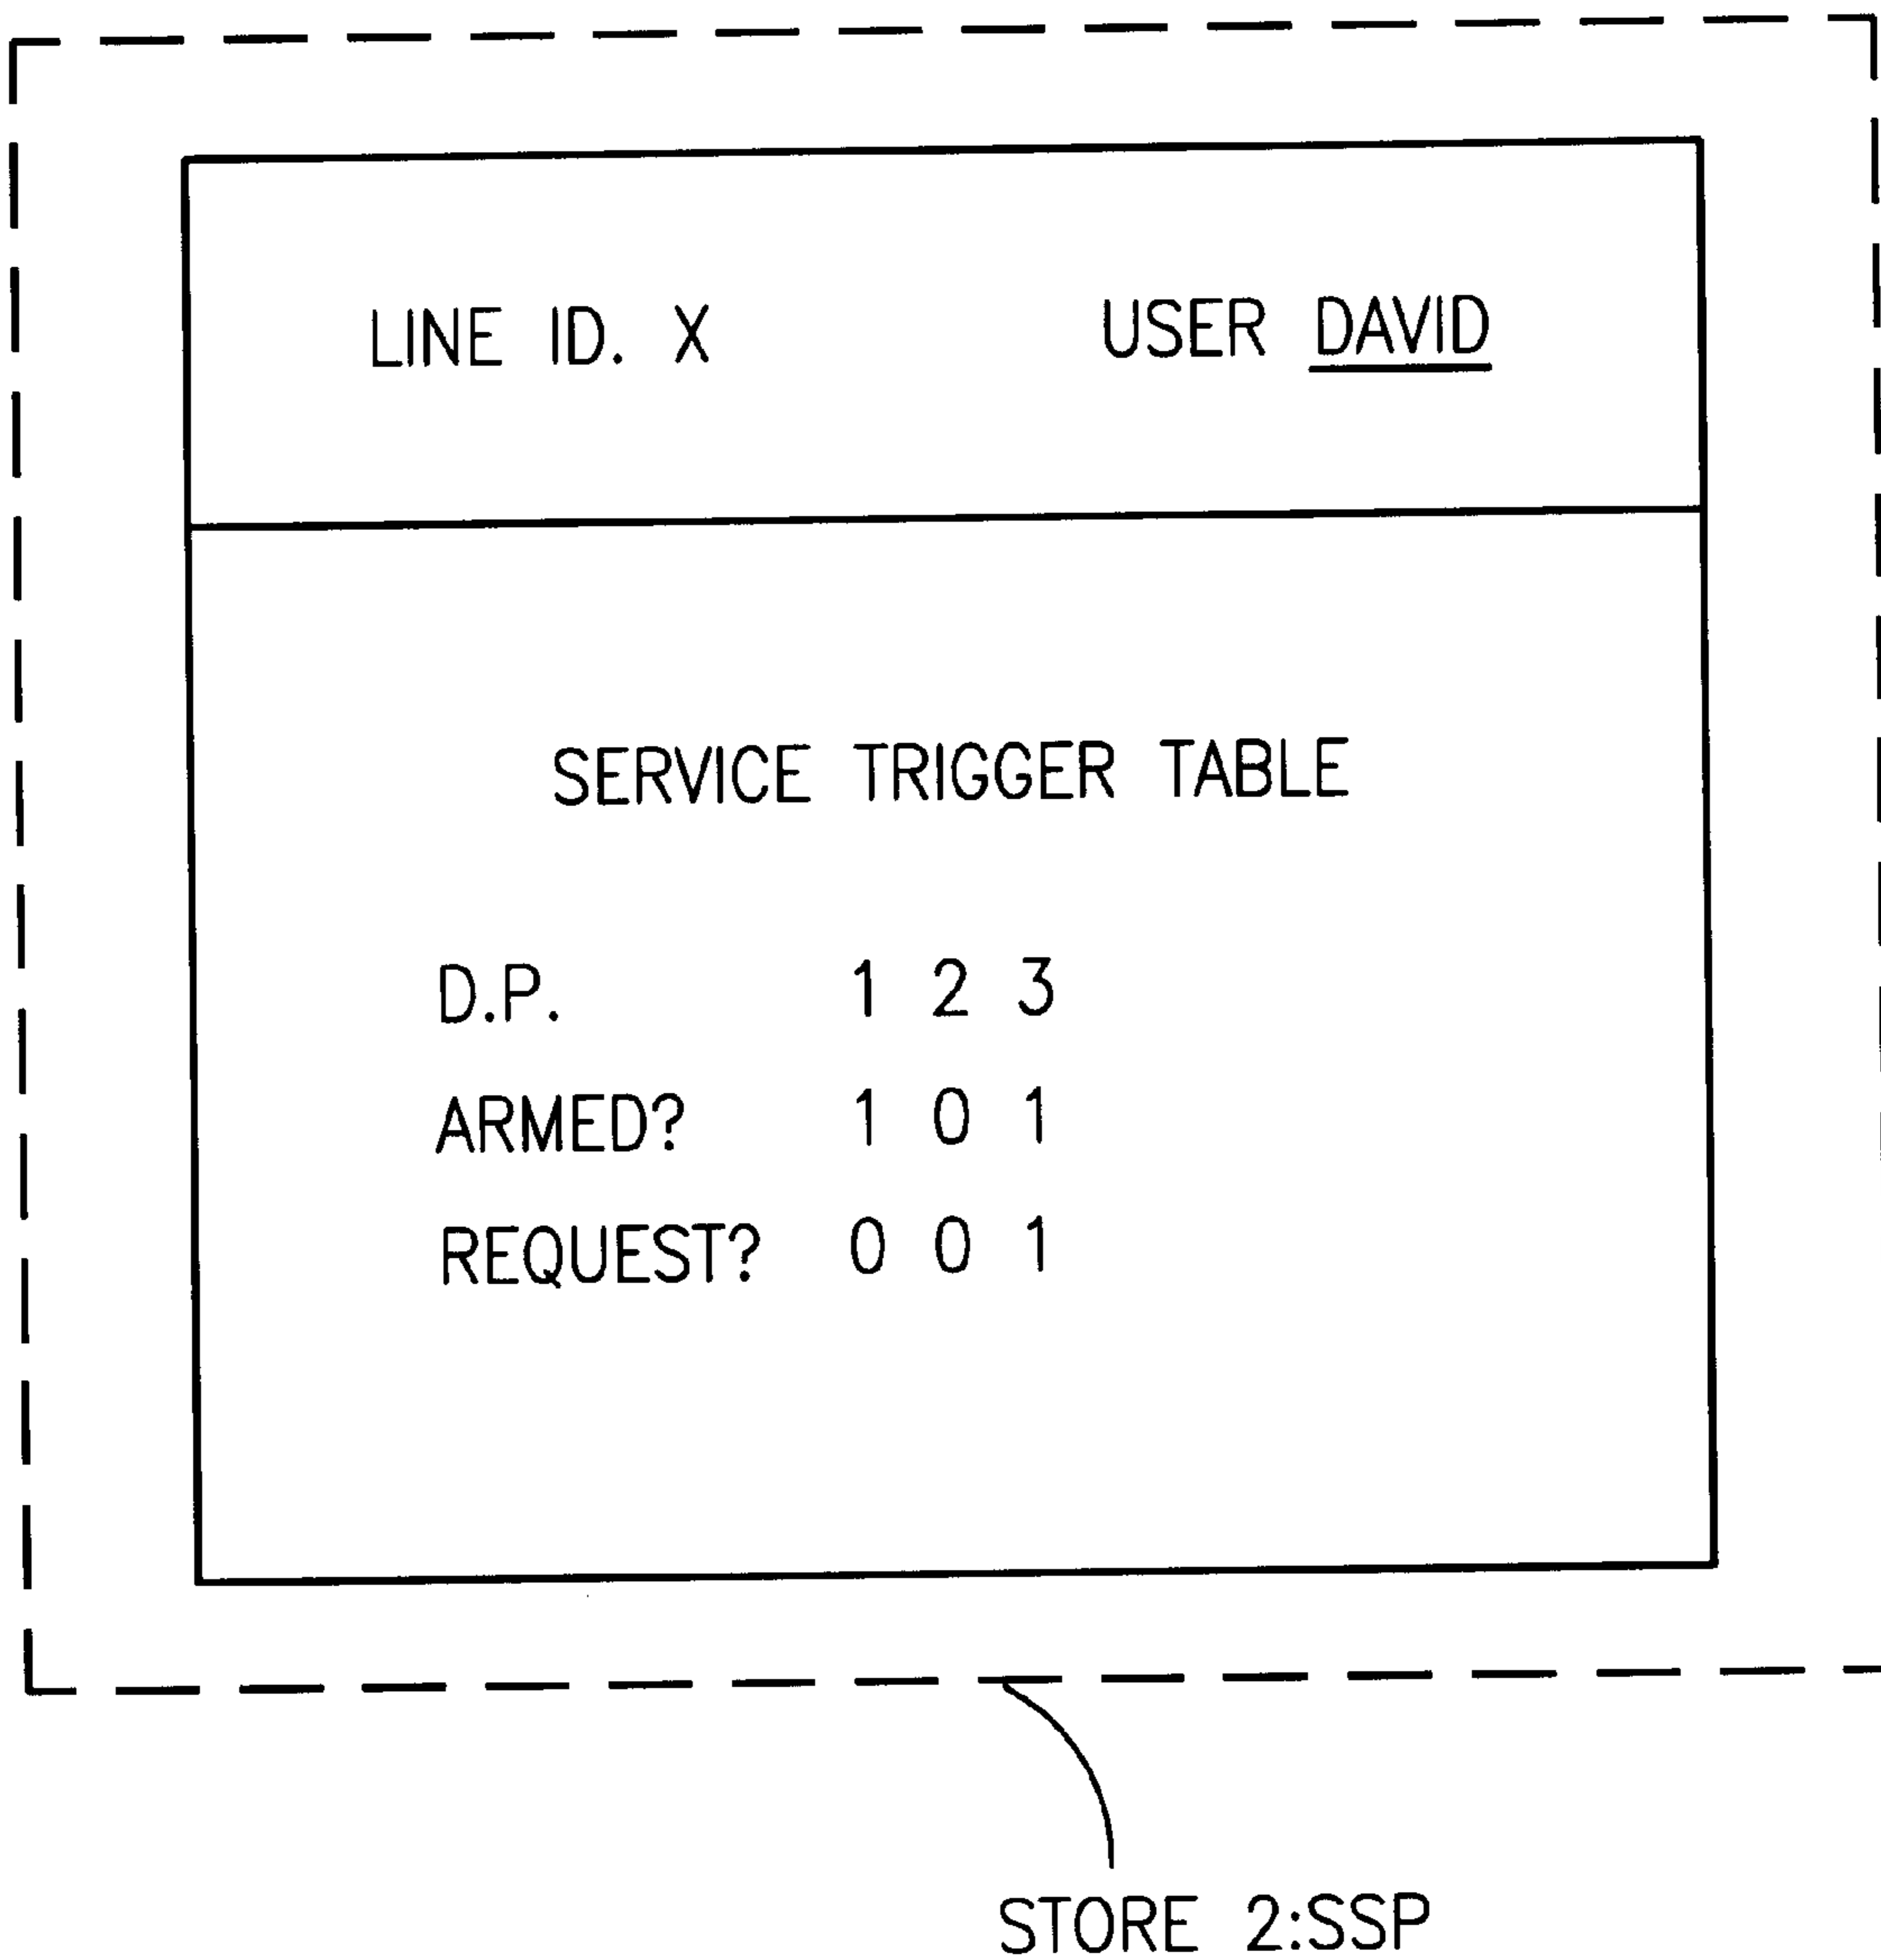 LINE ID. X USER DAVID
SERVICE TRIGGER TABLE
D.P. 1 2 3
ARMED? 1 0 1
REQUEST? 0 0 1
STORE 2:SSP